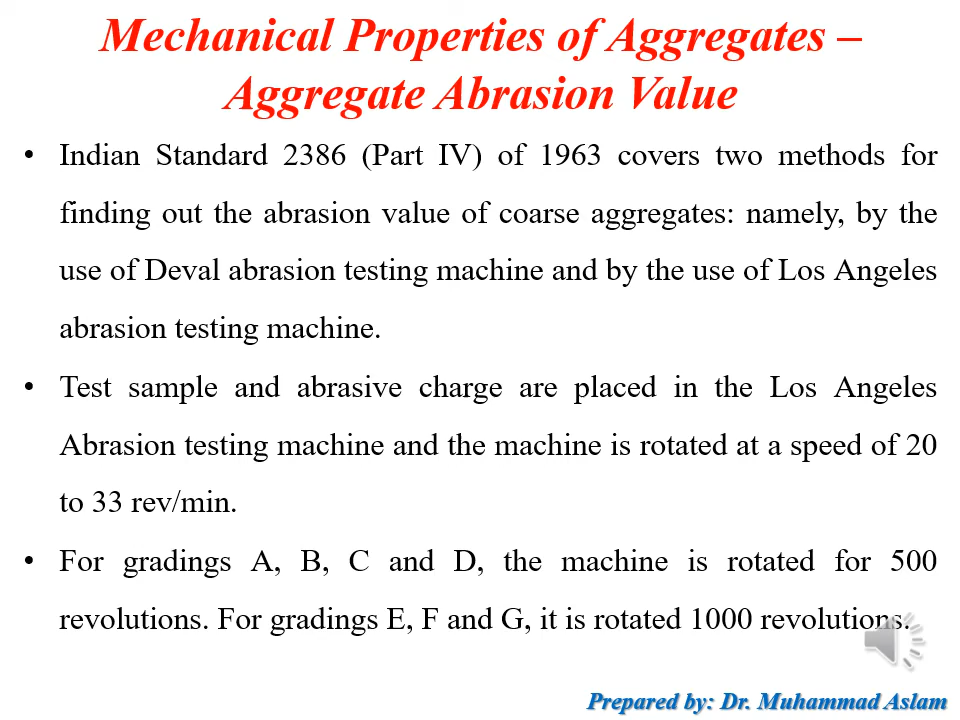 Mechanical Properties of Aggregates –
Aggregate Abrasion Value
• Indian Standard 2386 (Part IV) of 1963 covers two methods for
finding out the abrasion value of coarse aggregates: namely, by the
use of Deval abrasion testing machine and by the use of Los Angeles
abrasion testing machine.
• Test sample and abrasive charge are placed in the Los Angeles
Abrasion testing machine and the machine is rotated at a speed of 20
to 33 rev/min.
• For gradings A, B, C and D, the machine is rotated for 500
revolutions. For gradings E, F and G, it is rotated 1000 revolutions.
Prepared by: Dr. Muhammad Aslam